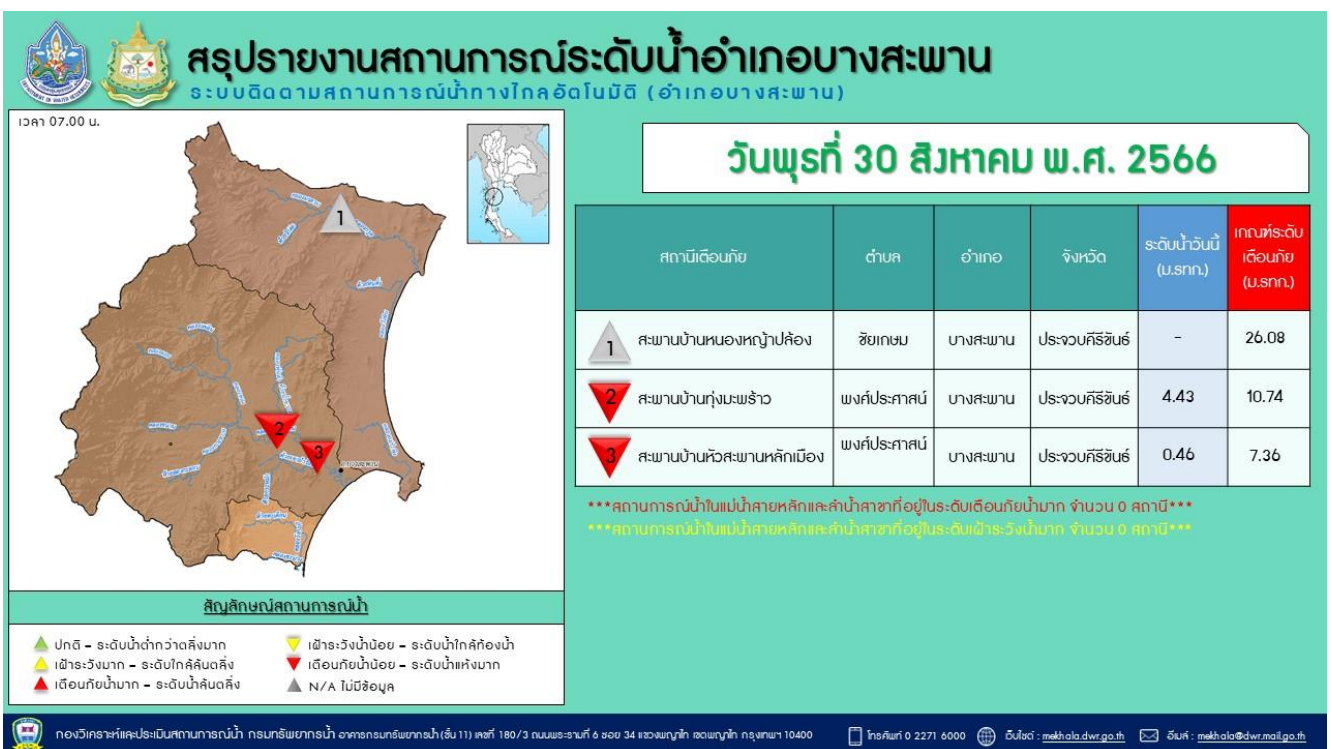 สรุปรายงานสถานการณ์ระดับน้ำอำเภอบางสะพาน
ระบบติดตามสถานการณ์น้ำทางไกลอัตโนมัติ (อำเภอบางสะพาน)
เวลา 07.00 น.
วันพุธที่ 30 สิงหาคม พ.ศ. 2566
สถานีเตือนภัย ตำบล อำเภอ จังหวัด ระดับน้ำวันนี้ (ม.รทก.) เกณฑ์ระดับเตือนภัย (ม.รทก.)
1 สะพานบ้านหนองหญ้าปล้อง ชัยเกษม บางสะพาน ประจวบคีรีขันธ์ - 26.08
2 สะพานบ้านทุ่งมะพร้าว พงศ์ประศาสน์ บางสะพาน ประจวบคีรีขันธ์ 4.43 10.74
3 สะพานบ้านหัวสะพานหลักเมือง พงศ์ประศาสน์ บางสะพาน ประจวบคีรีขันธ์ 0.46 7.36
***สถานการณ์น้ำในแม่น้ำสายหลักและลำน้ำสาขาที่อยู่ในระดับเตือนภัยน้ำมาก จำนวน 0 สถานี***
***สถานการณ์น้ำในแม่น้ำสายหลักและลำน้ำสาขาที่อยู่ในระดับเฝ้าระวังน้ำมาก จำนวน 0 สถานี***
1
2
3
สัญลักษณ์สถานการณ์น้ำ
ปกติ - ระดับน้ำต่ำกว่าตลิ่งมาก
เฝ้าระวังมาก - ระดับใกล้ล้นตลิ่ง
เตือนภัยน้ำมาก - ระดับน้ำล้นตลิ่ง
เฝ้าระวังน้ำน้อย - ระดับน้ำใกล้ท้องน้ำ
เตือนภัยน้ำน้อย - ระดับน้ำแห้งมาก
N/A ไม่มีข้อมูล
กองวิเคราะห์และประเมินสถานการณ์น้ำ กรมทรัพยากรน้ำ อาคารกรมทรัพยากรน้ำ (ชั้น 11) เลขที่ 180/3 ถนนพระรามที่ 6 ซอย 34 แขวงพญาไท เขตพญาไท กรุงเทพฯ 10400 โทรศัพท์ 0 2271 6000 เว็บไซต์ : mekhala.dwr.go.th อีเมล์ : mekhala@dwr.mail.go.th